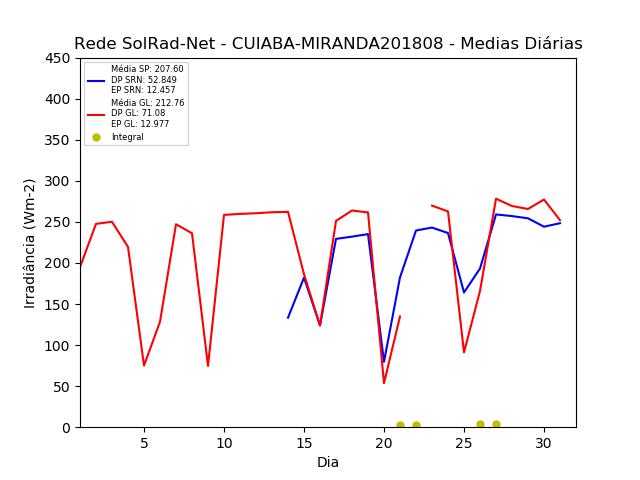 Rede SolRad-Net - CUIABA-MIRANDA201808 - Medias Diárias
Irradiância (Wm-2)
450
400
350
300
250
200
150
100
50
0
Média SP: 207.60
DP SRN: 52.849
EP SRN: 12.457
Média GL: 212.76
DP GL: 71.08
EP GL: 12.977
Integral
5
10
15
20
25
30
Dia